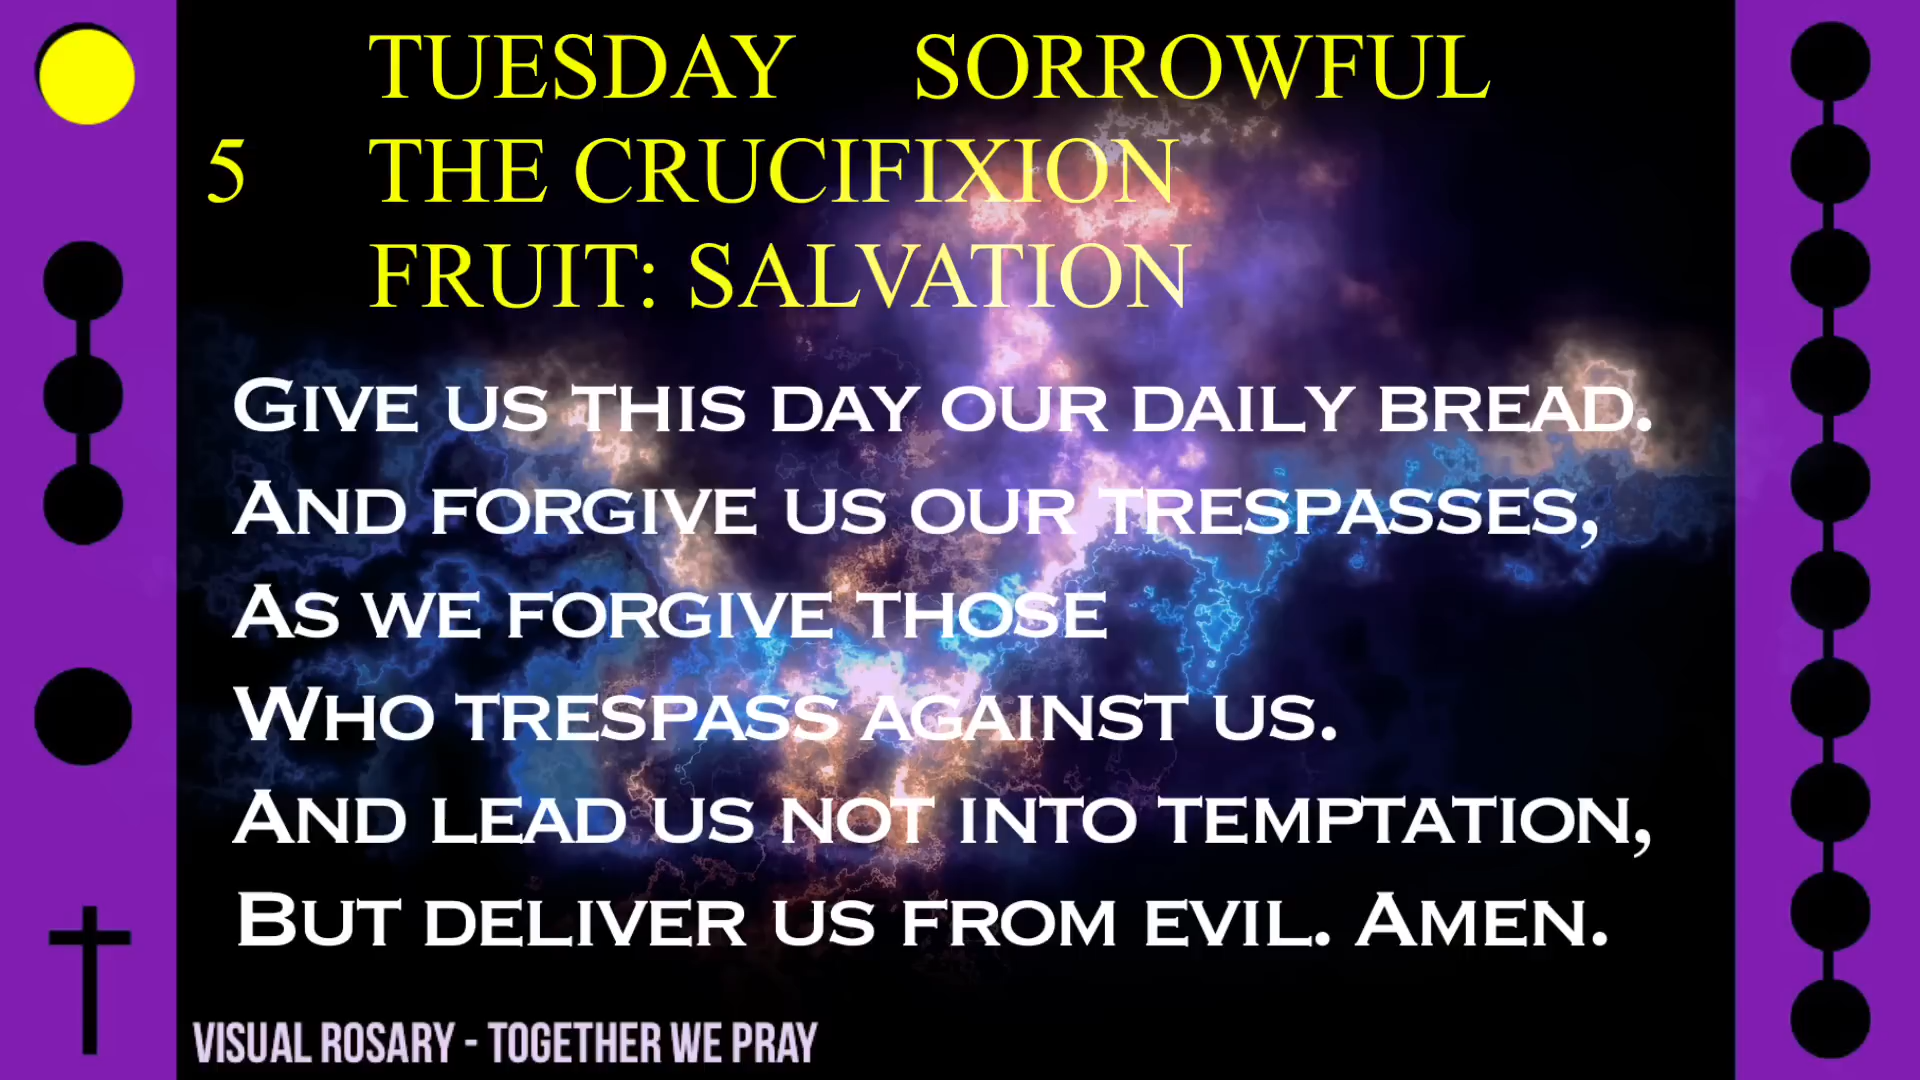 TUESDAY SORROWFUL
5 THE CRUCIFIXION
FRUIT: SALVATION
GIVE US THIS DAY OUR DAILY BREAD.
AND FORGIVE US OUR TRESPASSES,
AS WE FORGIVE THOSE
WHO TRESPASS AGAINST US.
AND LEAD US NOT INTO TEMPTATION,
BUT DELIVER US FROM EVIL. AMEN.
VISUAL ROSARY - TOGETHER WE PRAY